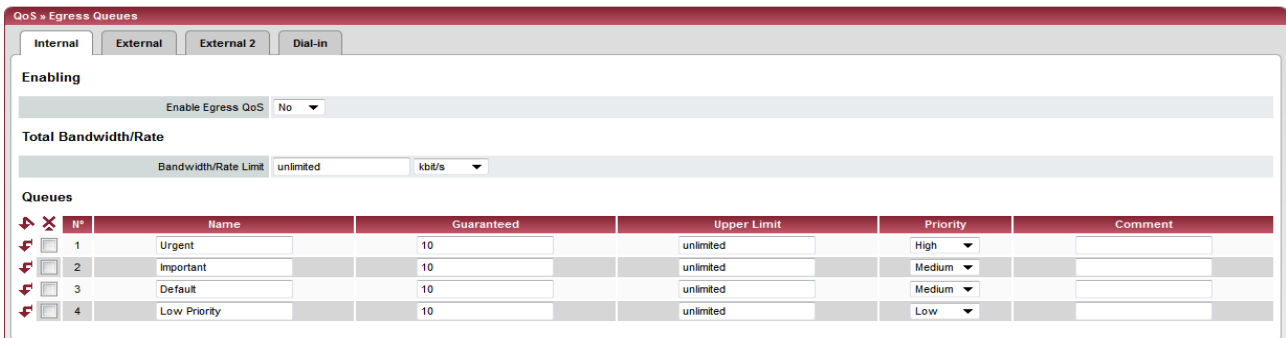 QoS » Egress Queues
Internal External External 2 Dial-in
Enabling
Enable Egress QoS No
Total Bandwidth/Rate
Bandwidth/Rate Limit unlimited kbit/s
Queues
Nº Name Guaranteed Upper Limit Priority Comment
1 Urgent 10 unlimited High
2 Important 10 unlimited Medium
3 Default 10 unlimited Medium
4 Low Priority 10 unlimited Low